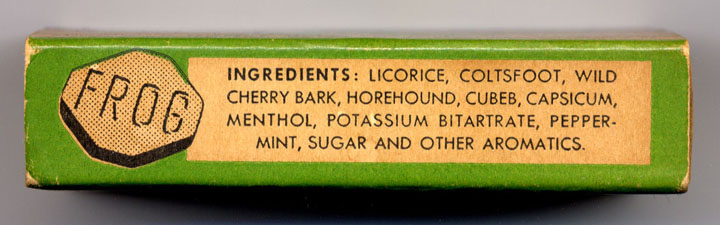 FROG
INGREDIENTS: LICORICE, COLTSFOOT, WILD
CHERRY BARK, HOREHOUND, CUBEB, CAPSICUM,
MENTHOL, POTASSIUM BITARTRATE, PEPPER-
MINT, SUGAR AND OTHER AROMATICS.